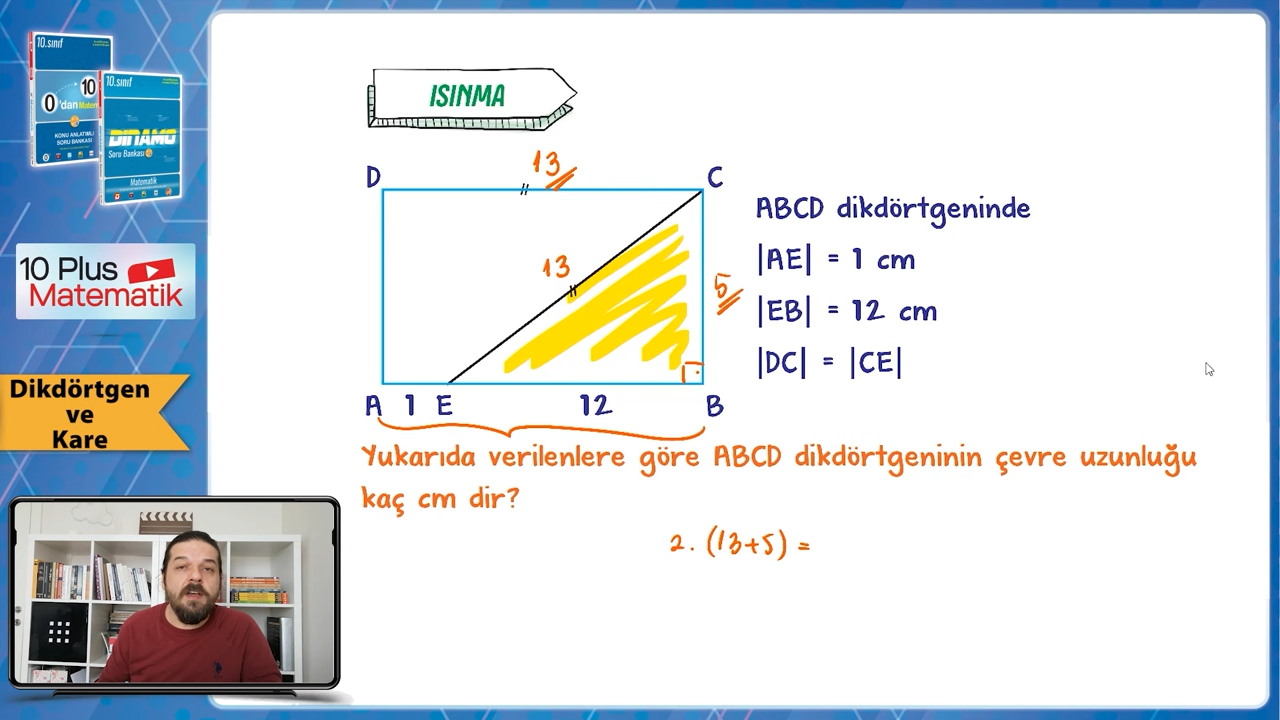 10.sınıf
0'dan 10
KONU ANLATIMLI
SORU BANKASI
10.sınıf
DİNAMO
Soru Bankası
Matematik
10 Plus
Matematik
Dikdörtgen
ve
Kare
ISINMA
13
D
C
13
5
A 1 E 12 B
ABCD dikdörtgeninde
|AE| = 1 cm
|EB| = 12 cm
|DC| = |CE|
Yukarıda verilenlere göre ABCD dikdörtgeninin çevre uzunluğu
kaç cm dir?
2. (13+5) =